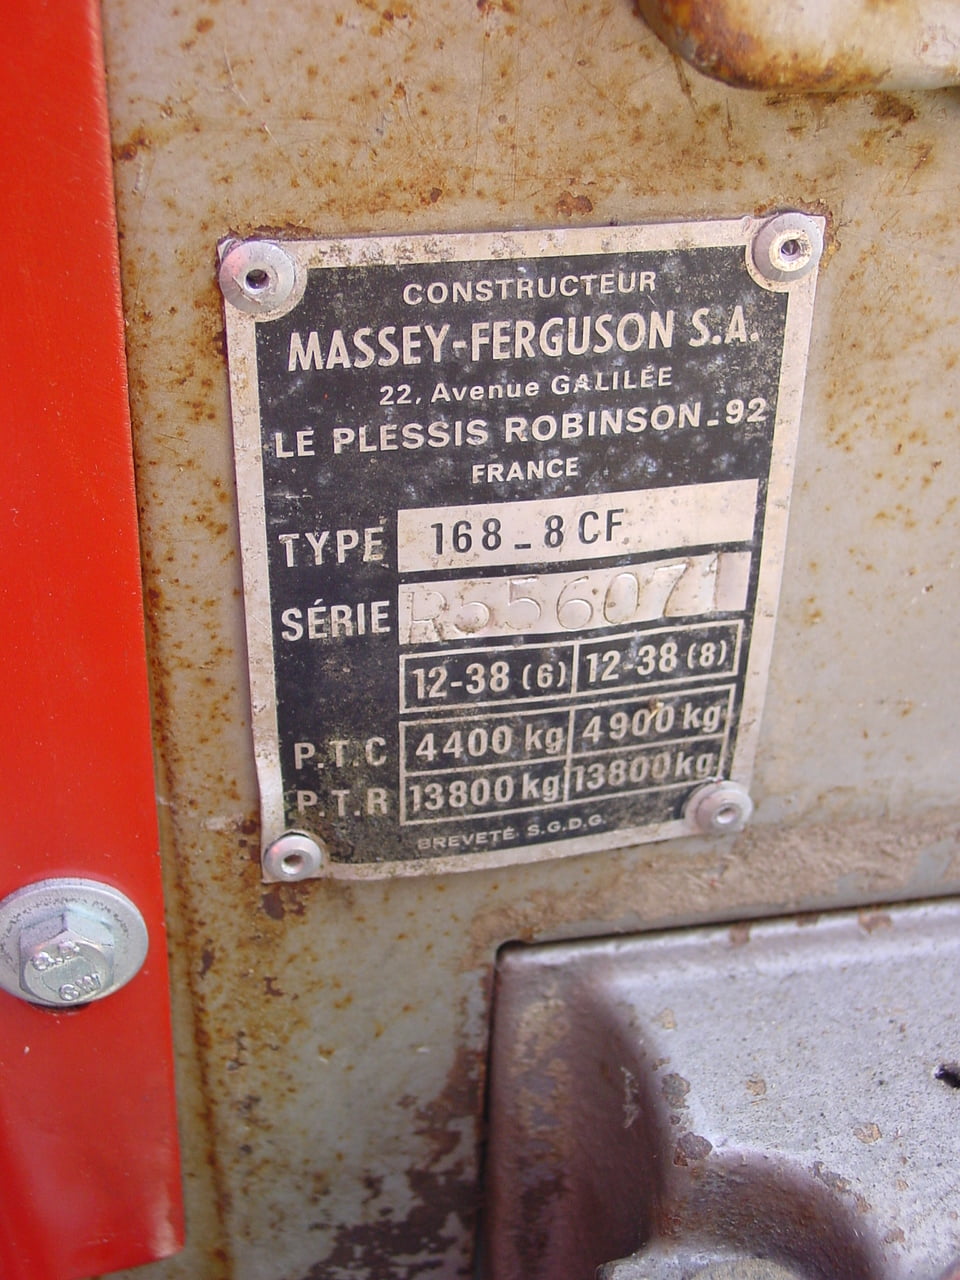 CONSTRUCTEUR
MASSEY-FERGUSON S.A.
22, Avenue GALILÉE
LE PLESSIS ROBINSON_92
FRANCE
TYPE 168_8 CF
SÉRIE R556071
12-38 (6) 12-38 (8)
P.T.C 4400 kg 4900 kg
P.T.R 13800 kg 13800 kg
BREVETÉ S.G.D.G.